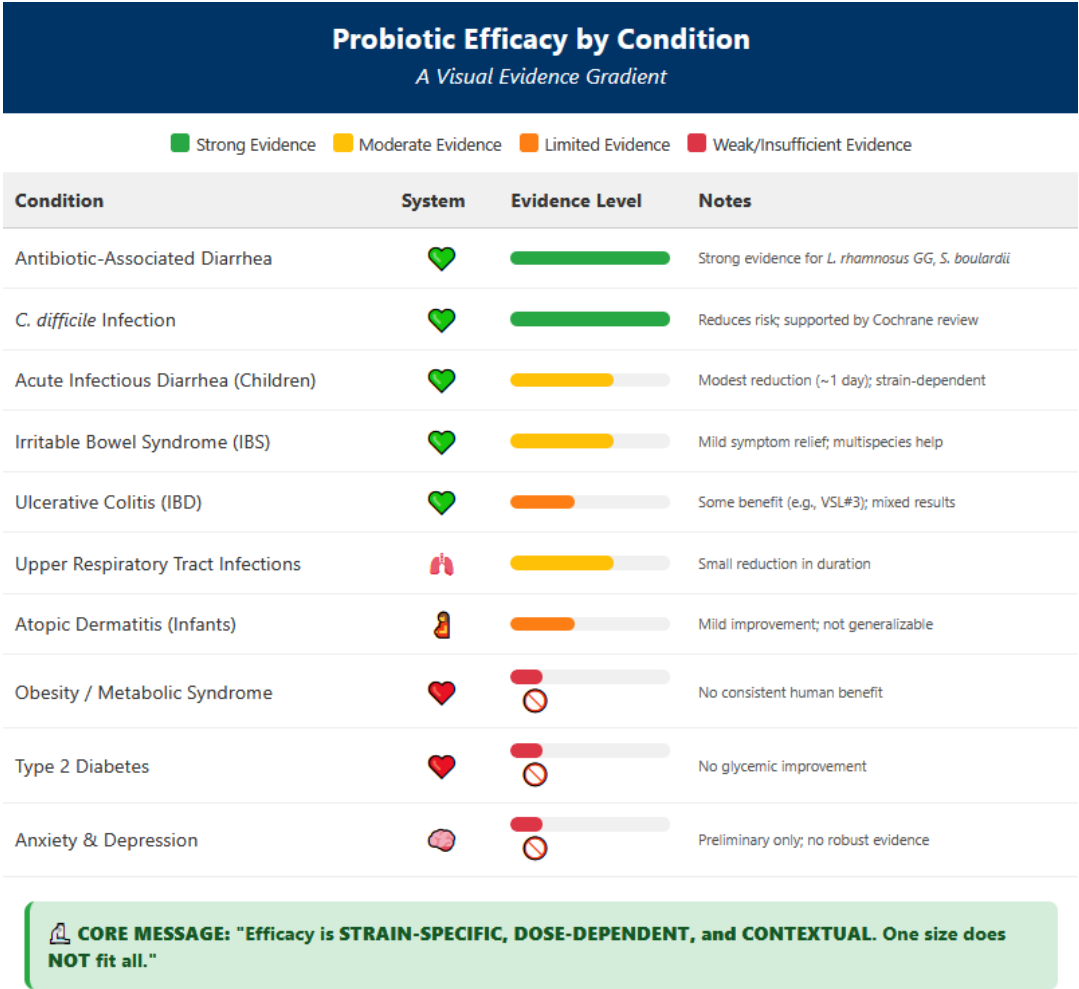 Probiotic Efficacy by Condition
A Visual Evidence Gradient
Strong Evidence Moderate Evidence Limited Evidence Weak/Insufficient Evidence
Condition System Evidence Level Notes
Antibiotic-Associated Diarrhea Strong evidence for L. rhamnosus GG, S. boulardii
C. difficile Infection Reduces risk; supported by Cochrane review
Acute Infectious Diarrhea (Children) Modest reduction (~1 day); strain-dependent
Irritable Bowel Syndrome (IBS) Mild symptom relief; multispecies help
Ulcerative Colitis (IBD) Some benefit (e.g., VSL#3); mixed results
Upper Respiratory Tract Infections Small reduction in duration
Atopic Dermatitis (Infants) Mild improvement; not generalizable
Obesity / Metabolic Syndrome No consistent human benefit
Type 2 Diabetes No glycemic improvement
Anxiety & Depression Preliminary only; no robust evidence
CORE MESSAGE: "Efficacy is STRAIN-SPECIFIC, DOSE-DEPENDENT, and CONTEXTUAL. One size does
NOT fit all."